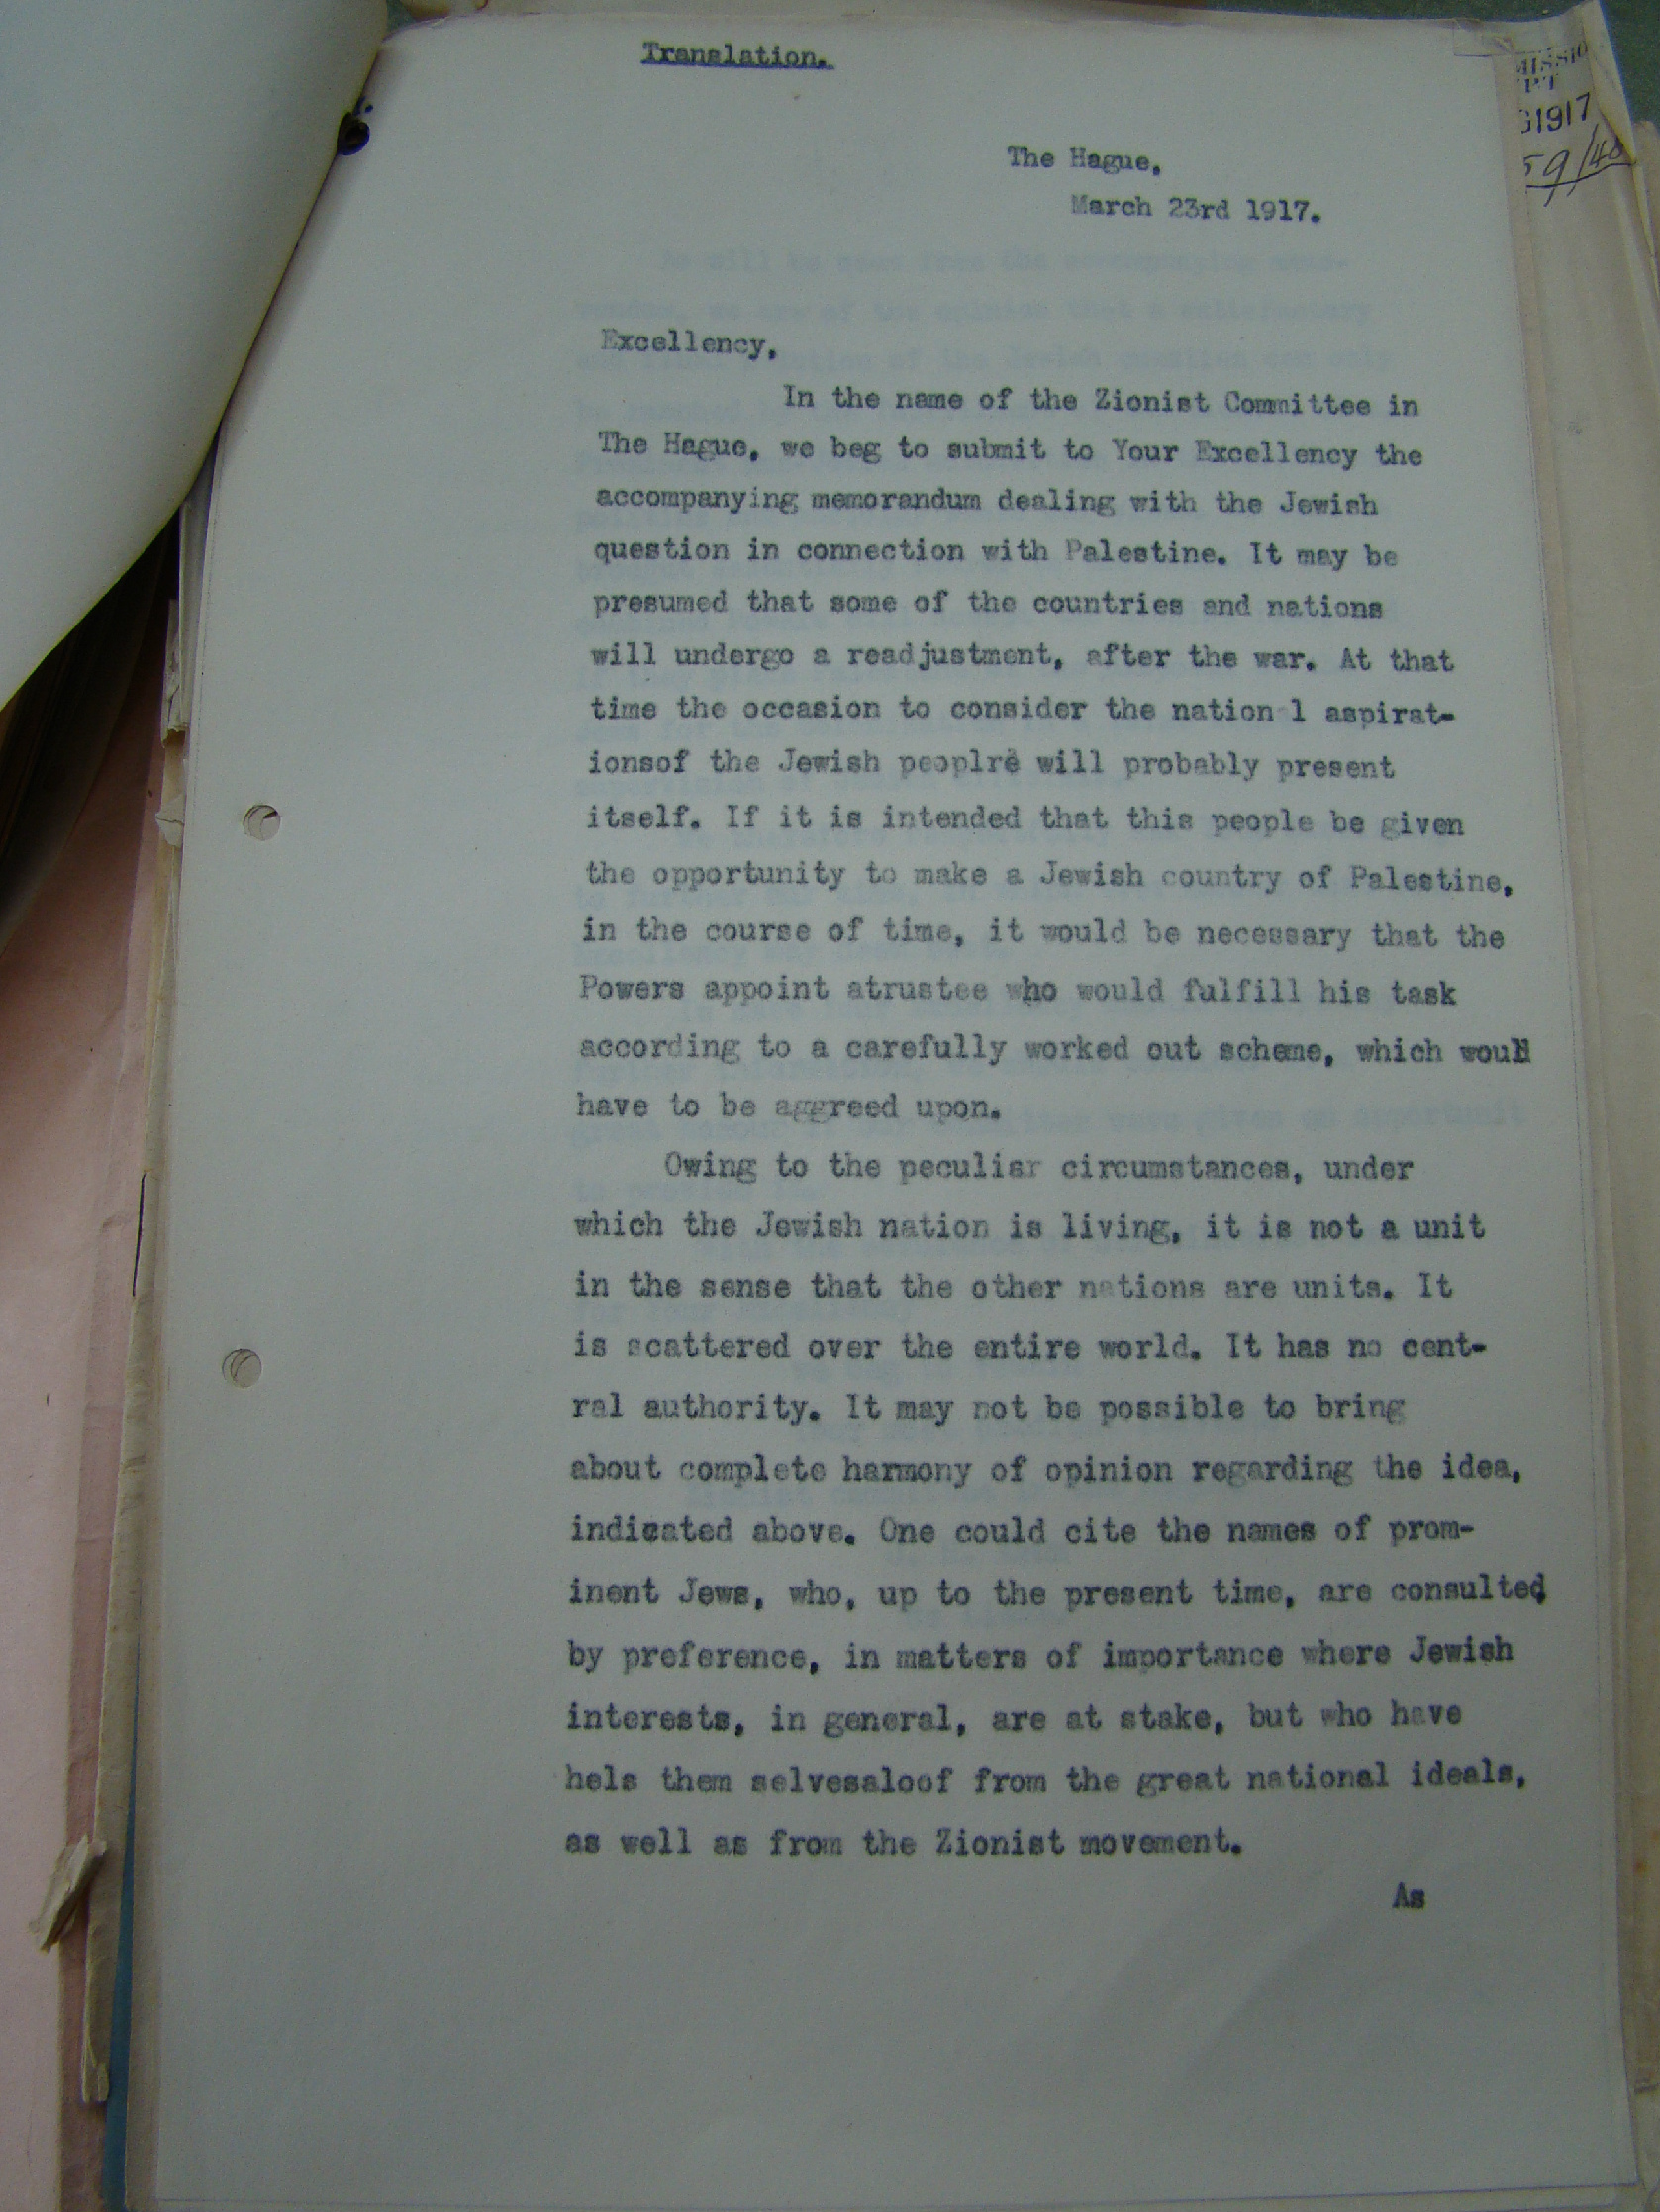 Translation.
1917
59/40
The Hague,
March 23rd 1917.
Excellency,
In the name of the Zionist Committee in
The Hague, we beg to submit to Your Excellency the
accompanying memorandum dealing with the Jewish
question in connection with Palestine. It may be
presumed that some of the countries and nations
will undergo a readjustment, after the war. At that
time the occasion to consider the nation l aspirat-
ionsof the Jewish peoplre will probably present
itself. If it is intended that this people be given
the opportunity to make a Jewish country of Palestine,
in the course of time, it would be necessary that the
Powers appoint atrustee who would fulfill his task
according to a carefully worked out scheme, which would
have to be aggreed upon.
Owing to the peculiar circumstances, under
which the Jewish nation is living, it is not a unit
in the sense that the other nations are units. It
is scattered over the entire world. It has no cent-
ral authority. It may not be possible to bring
about complete harmony of opinion regarding the idea,
indicated above. One could cite the names of prom-
inent Jews, who, up to the present time, are consulted
by preference, in matters of importance where Jewish
interests, in general, are at stake, but who have
hels them selvesaloof from the great national ideals,
as well as from the Zionist movement.
As